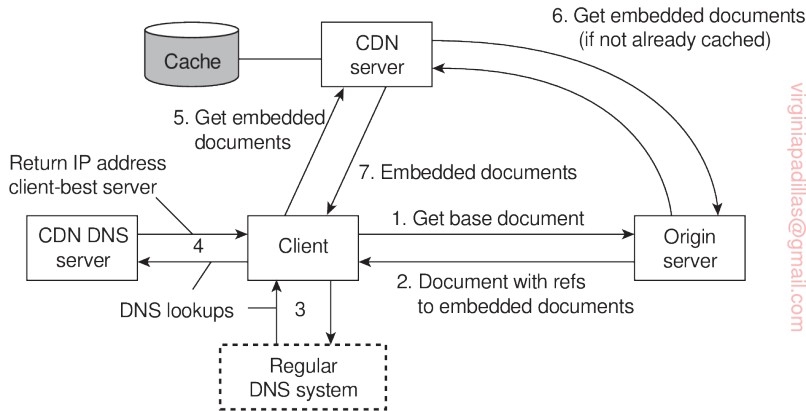 6. Get embedded documents
(if not already cached)
CDN
server
Cache
5. Get embedded
documents
Return IP address
client-best server
7. Embedded documents
1. Get base document
CDN DNS
server
4
Client
Origin
server
2. Document with refs
to embedded documents
DNS lookups
3
Regular
DNS system
virginiapadillas@gmail.com